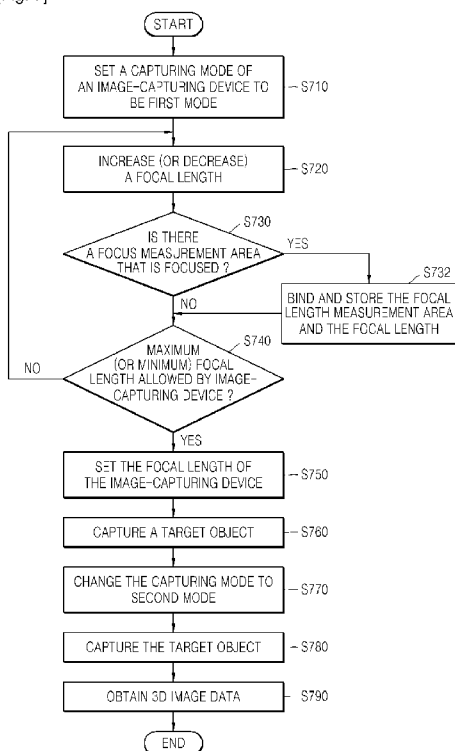 START
SET A CAPTURING MODE OF
AN IMAGE-CAPTURING DEVICE TO
BE FIRST MODE
S710
INCREASE (OR DECREASE)
A FOCAL LENGTH
S720
S730
IS THERE
A FOCUS MEASUREMENT AREA
THAT IS FOCUSED ?
YES
S732
BIND AND STORE THE FOCAL
LENGTH MEASUREMENT AREA
AND THE FOCAL LENGTH
NO
S740
MAXIMUM
(OR MINIMUM) FOCAL
LENGTH ALLOWED BY IMAGE-
CAPTURING DEVICE ?
NO
YES
SET THE FOCAL LENGTH OF
THE IMAGE-CAPTURING DEVICE
S750
CAPTURE A TARGET OBJECT
S760
CHANGE THE CAPTURING MODE TO
SECOND MODE
S770
CAPTURE THE TARGET OBJECT
S780
OBTAIN 3D IMAGE DATA
S790
END